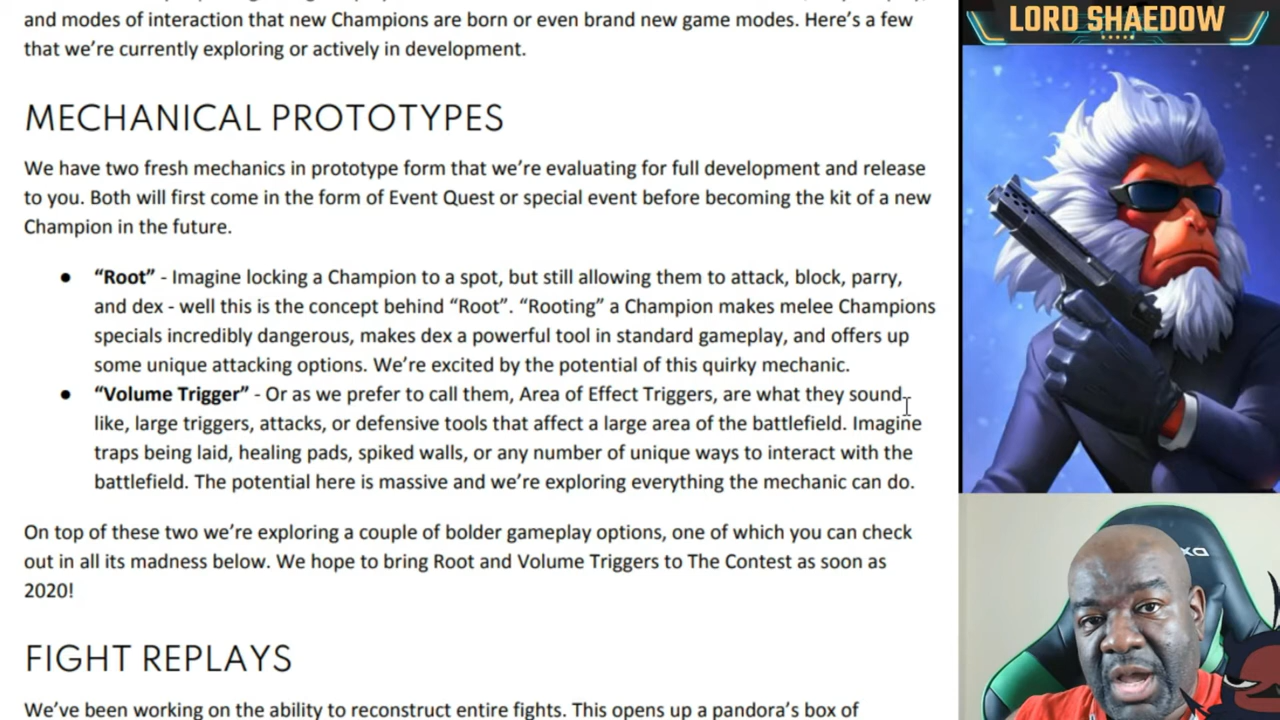 and modes of interaction that new Champions are born or even brand new game modes. Here's a few
that we're currently exploring or actively in development.
MECHANICAL PROTOTYPES
We have two fresh mechanics in prototype form that we're evaluating for full development and release
to you. Both will first come in the form of Event Quest or special event before becoming the kit of a new
Champion in the future.
● “Root” - Imagine locking a Champion to a spot, but still allowing them to attack, block, parry,
and dex - well this is the concept behind “Root”. “Rooting” a Champion makes melee Champions
specials incredibly dangerous, makes dex a powerful tool in standard gameplay, and offers up
some unique attacking options. We're excited by the potential of this quirky mechanic.
● “Volume Trigger” - Or as we prefer to call them, Area of Effect Triggers, are what they sound
like, large triggers, attacks, or defensive tools that affect a large area of the battlefield. Imagine
traps being laid, healing pads, spiked walls, or any number of unique ways to interact with the
battlefield. The potential here is massive and we're exploring everything the mechanic can do.
On top of these two we're exploring a couple of bolder gameplay options, one of which you can check
out in all its madness below. We hope to bring Root and Volume Triggers to The Contest as soon as
2020!
FIGHT REPLAYS
We've been working on the ability to reconstruct entire fights. This opens up a pandora's box of
LORD SHAEDOW